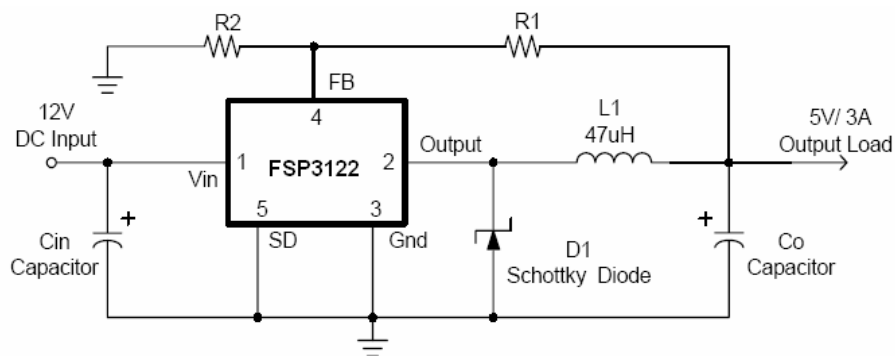 R2
R1
FB
4
12V
DC Input
L1
47uH
5V/ 3A
Output Load
Output
1
FSP3122
2
Vin
5
3
SD
Gnd
+
Cin
Capacitor
D1
Schottky Diode
+
Co
Capacitor